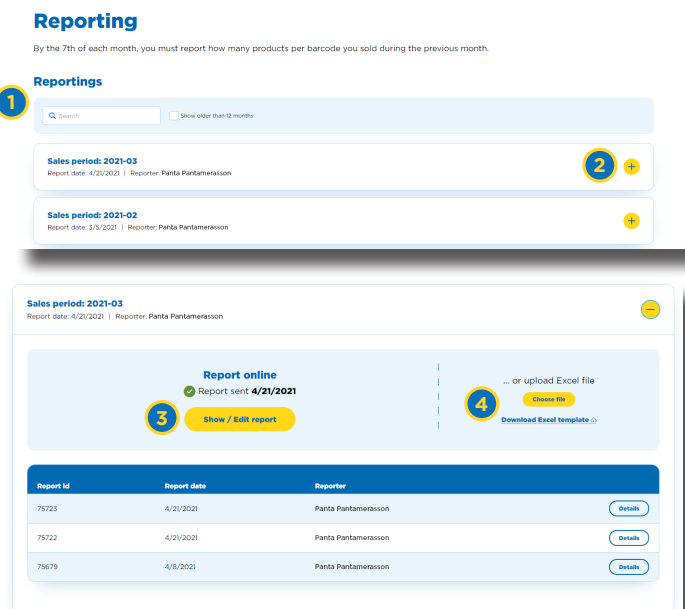 Reporting
By the 7th of each month, you must report how many products per barcode you sold during the previous month.
Reportings
1
Search
Show older than 12 months
Sales period: 2021-03
2
+
Report date: 4/21/2021 | Reporter: Panta Pantamerasson
Sales period: 2021-02
+
Report date: 3/5/2021 | Reporter: Panta Pantamerasson
Sales period: 2021-03
Report date: 4/21/2021 | Reporter: Panta Pantamerasson
Report online
Report sent 4/21/2021
3
Show / Edit report
... or upload Excel file
4
Choose file
Download Excel template
Report Id Report date Reporter
75723 4/21/2021 Panta Pantamerasson Details
75722 4/21/2021 Panta Pantamerasson Details
75679 4/8/2021 Panta Pantamerasson Details